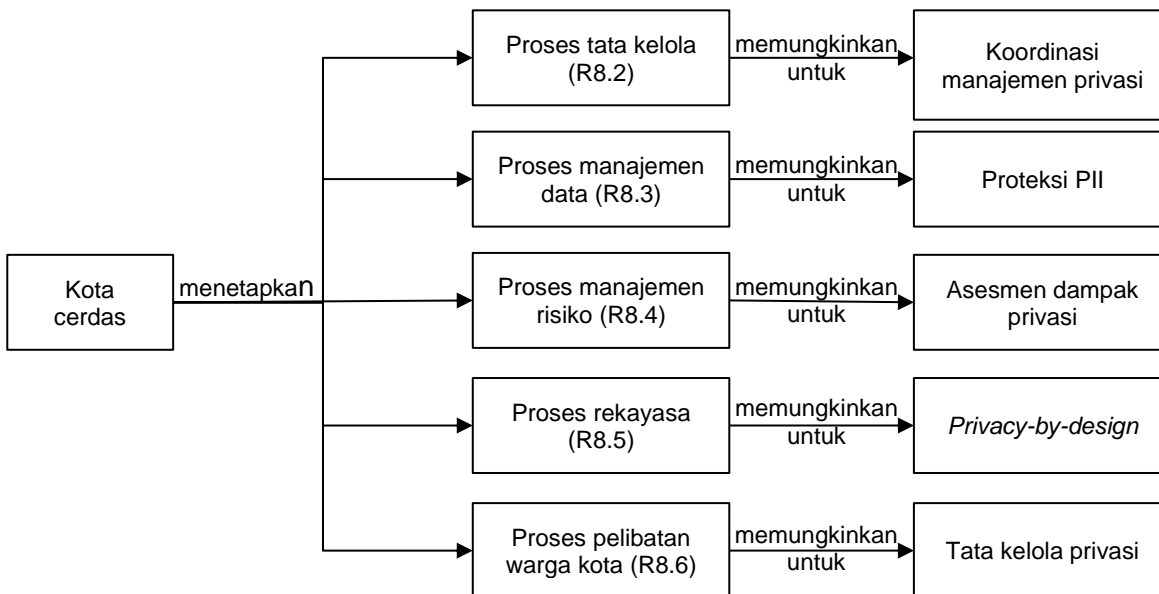 Proses tata kelola
(R8.2)
memungkinkan
untuk
Koordinasi
manajemen privasi
Proses manajemen
data (R8.3)
memungkinkan
untuk
Proteksi PII
Kota
cerdas
menetapkan
Proses manajemen
risiko (R8.4)
memungkinkan
untuk
Asesmen dampak
privasi
Proses rekayasa
(R8.5)
memungkinkan
untuk
Privacy-by-design
Proses pelibatan
warga kota (R8.6)
memungkinkan
untuk
Tata kelola privasi